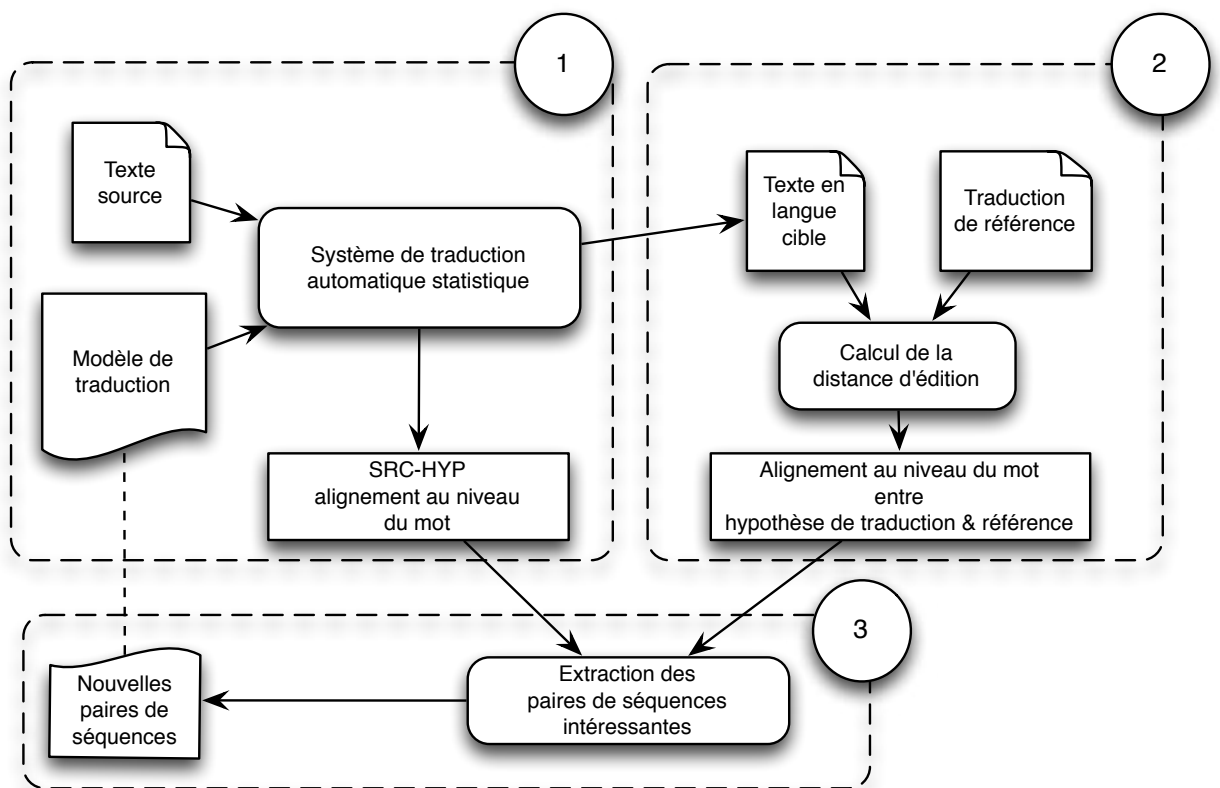 1
Texte
source
Système de traduction
automatique statistique
Modèle de
traduction
SRC-HYP
alignement au niveau
du mot
2
Texte en
langue
cible
Traduction
de référence
Calcul de la
distance d'édition
Alignement au niveau du mot
entre
hypothèse de traduction & référence
3
Extraction des
paires de séquences
intéressantes
Nouvelles
paires de
séquences